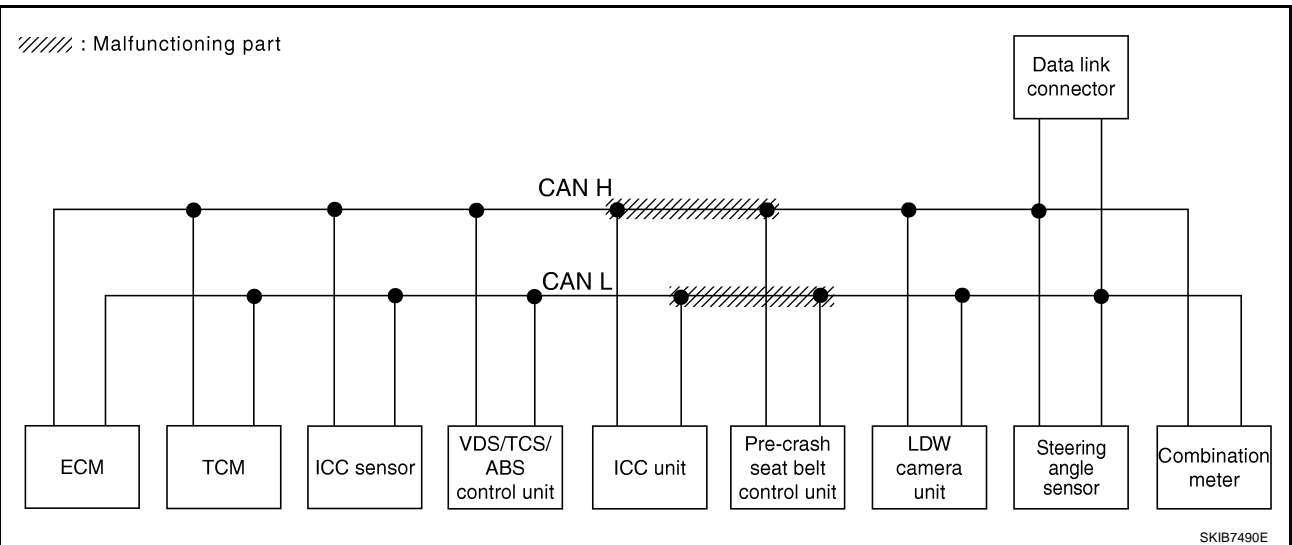 : Malfunctioning part
Data link
connector
CAN H
CAN L
ECM
TCM
ICC sensor
VDS/TCS/
ABS
control unit
ICC unit
Pre-crash
seat belt
control unit
LDW
camera
unit
Steering
angle
sensor
Combination
meter
SKIB7490E